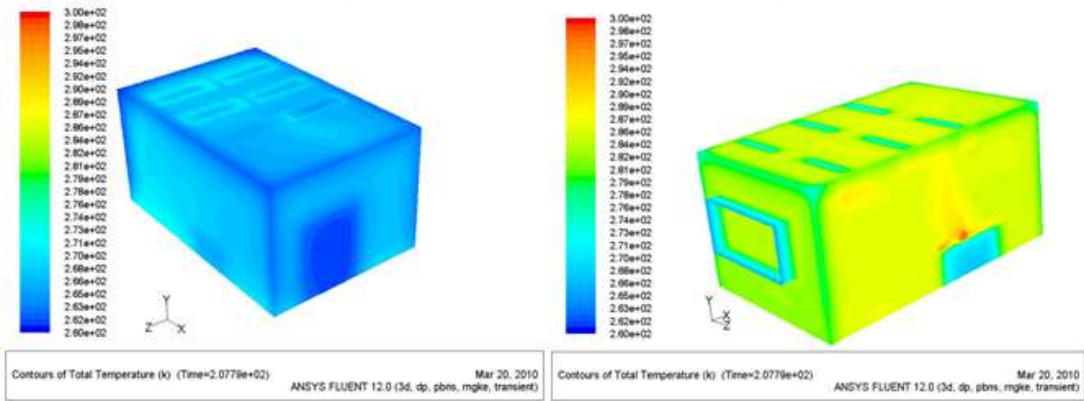 3.00e+02
2.98e+02
2.97e+02
2.95e+02
2.94e+02
2.92e+02
2.90e+02
2.89e+02
2.87e+02
2.86e+02
2.84e+02
2.82e+02
2.81e+02
2.79e+02
2.78e+02
2.76e+02
2.74e+02
2.73e+02
2.71e+02
2.70e+02
2.68e+02
2.66e+02
2.65e+02
2.63e+02
2.62e+02
2.60e+02
Y
Z X
Contours of Total Temperature (k) (Time=2.0779e+02) Mar 20, 2010
ANSYS FLUENT 12.0 (3d, dp, pbns, rngke, transient)
3.00e+02
2.98e+02
2.97e+02
2.95e+02
2.94e+02
2.92e+02
2.90e+02
2.89e+02
2.87e+02
2.86e+02
2.84e+02
2.82e+02
2.81e+02
2.79e+02
2.78e+02
2.76e+02
2.74e+02
2.73e+02
2.71e+02
2.70e+02
2.68e+02
2.66e+02
2.65e+02
2.63e+02
2.62e+02
2.60e+02
Y
X
Z
Contours of Total Temperature (k) (Time=2.0779e+02) Mar 20, 2010
ANSYS FLUENT 12.0 (3d, dp, pbns, rngke, transient)